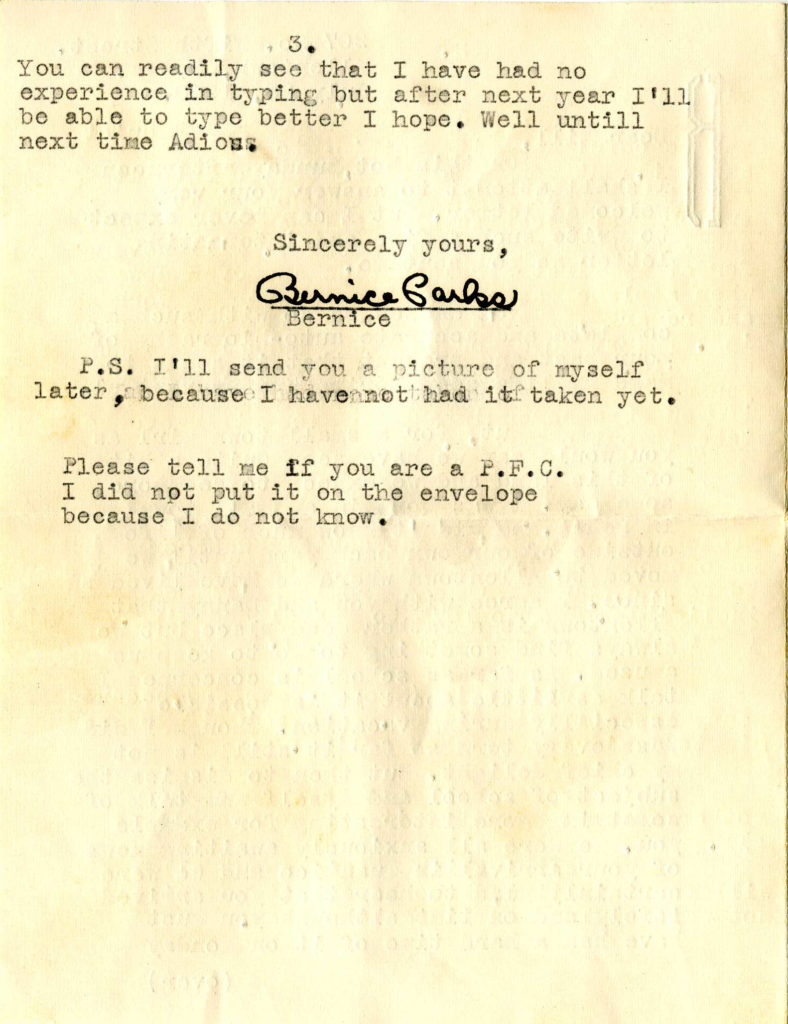 3.
You can readily see that I have had no
experience in typing but after next year I'll
be able to type better I hope. Well untill
next time Adios.
Sincerely yours,
Bernice Parks
Bernice
P.S. I'll send you a picture of myself
later, because I have not had it taken yet.
Please tell me if you are a P.F.C.
I did not put it on the envelope
because I do not know.